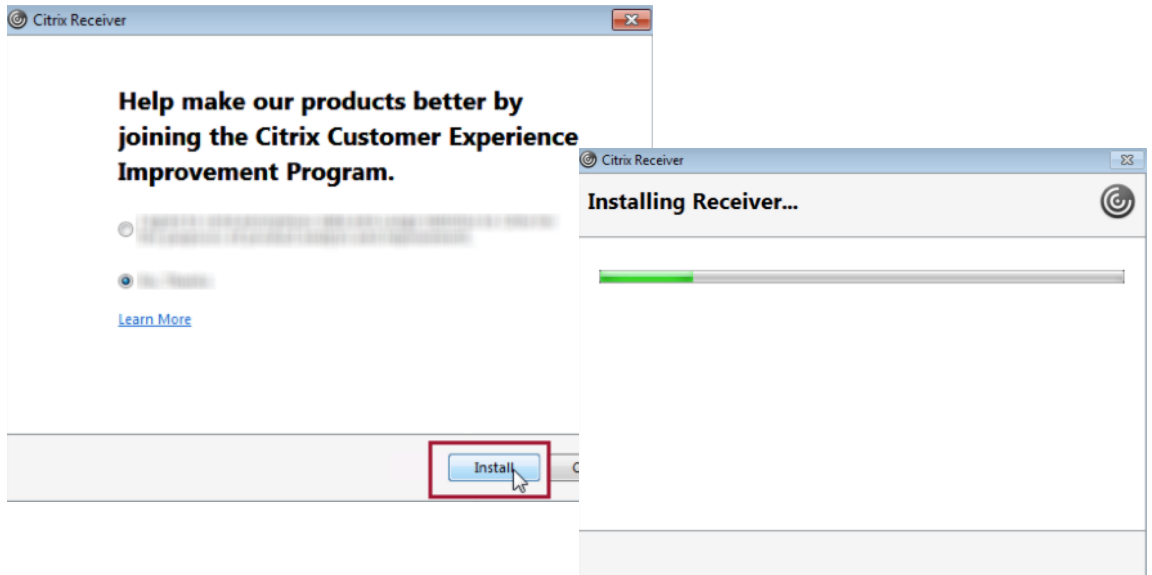 Citrix Receiver
Help make our products better by
joining the Citrix Customer Experience
Improvement Program.
Learn More
Install
Citrix Receiver
Installing Receiver...